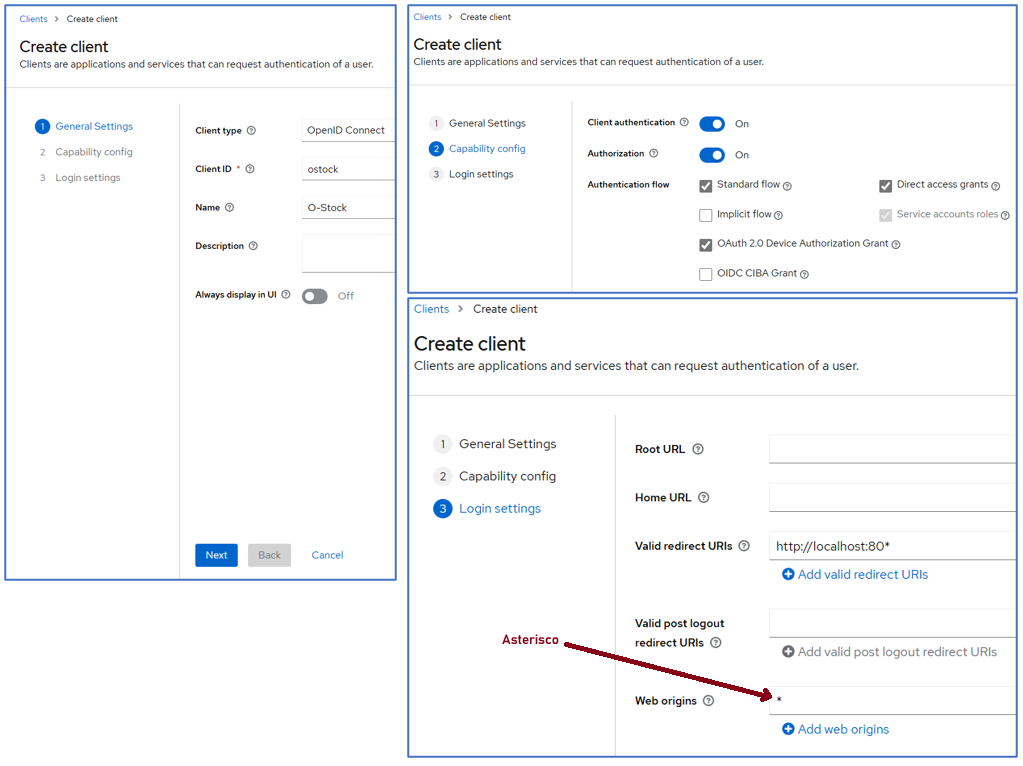 Clients > Create client
Create client
Clients are applications and services that can request authentication of a user.
1 General Settings
2 Capability config
3 Login settings
Client type
OpenID Connect
Client ID *
ostock
Name
O-Stock
Description
Always display in UI
Off
Next
Back
Cancel
Clients > Create client
Create client
Clients are applications and services that can request authentication of a user.
1 General Settings
2 Capability config
3 Login settings
Client authentication
On
Authorization
On
Authentication flow
Standard flow
Direct access grants
Implicit flow
Service accounts roles
OAuth 2.0 Device Authorization Grant
OIDC CIBA Grant
Clients > Create client
Create client
Clients are applications and services that can request authentication of a user.
1 General Settings
2 Capability config
3 Login settings
Root URL
Home URL
Valid redirect URIs
http://localhost:80*
Add valid redirect URIs
Valid post logout
redirect URIs
Add valid post logout redirect URIs
Asterisco
Web origins
*
Add web origins